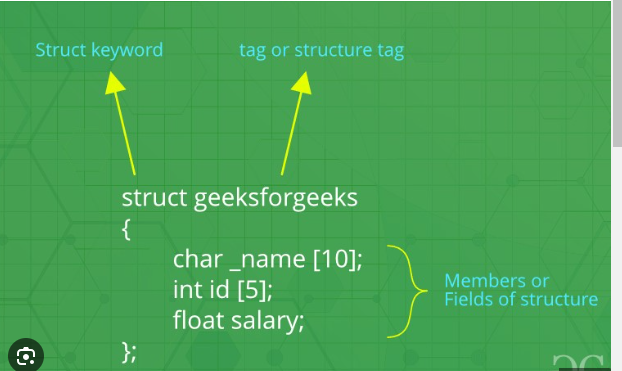 Struct keyword
tag or structure tag
struct geeksforgeeks
{
char _name [10];
int id [5];
float salary;
};
Members or
Fields of structure